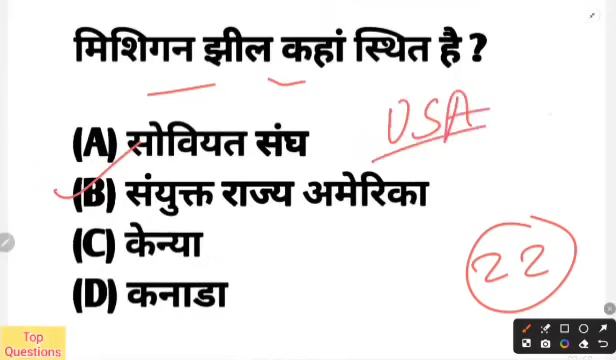 मिशिगन झील कहां स्थित है ?
USA
(A) सोवियत संघ
(B) संयुक्त राज्य अमेरिका
(C) केन्या
(D) कनाडा
22
Top
Questions